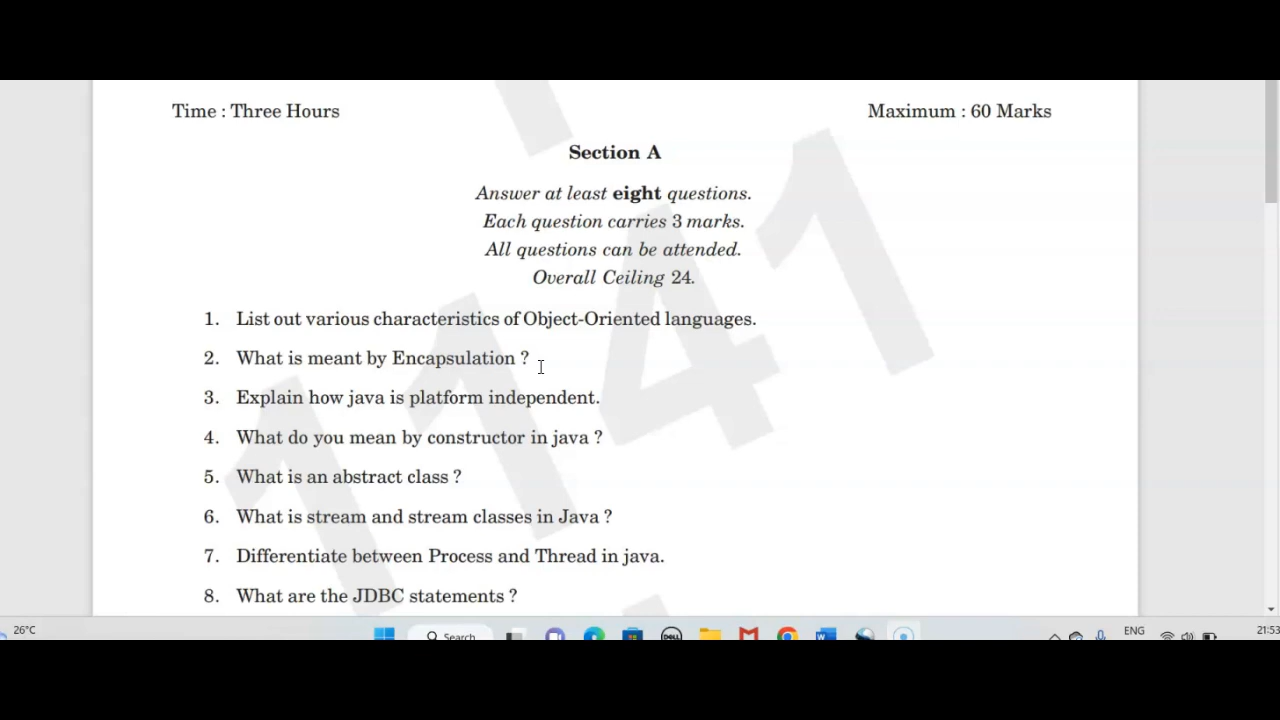 Time : Three Hours
Maximum : 60 Marks
Section A
Answer at least eight questions.
Each question carries 3 marks.
All questions can be attended.
Overall Ceiling 24.
1. List out various characteristics of Object-Oriented languages.
2. What is meant by Encapsulation ?
3. Explain how java is platform independent.
4. What do you mean by constructor in java ?
5. What is an abstract class ?
6. What is stream and stream classes in Java ?
7. Differentiate between Process and Thread in java.
8. What are the JDBC statements ?
1141
26°C
Search
DELL
ENG
21:53